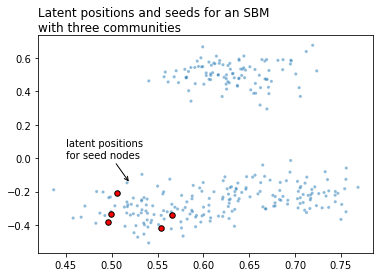 Latent positions and seeds for an SBM
with three communities
0.6
0.4
0.2
0.0
−0.2
−0.4
latent positions
for seed nodes
0.45 0.50 0.55 0.60 0.65 0.70 0.75